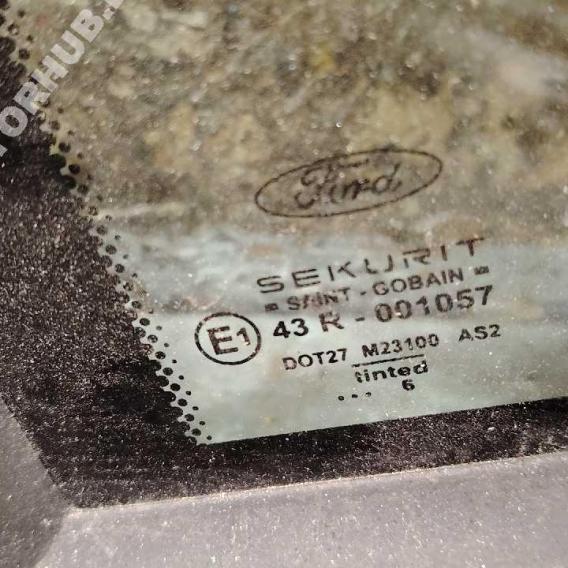 Ford
SEKURIT
SAINT - GOBAIN
E1 43 R - 001057
DOT27 M23100 AS2
tinted
... 6